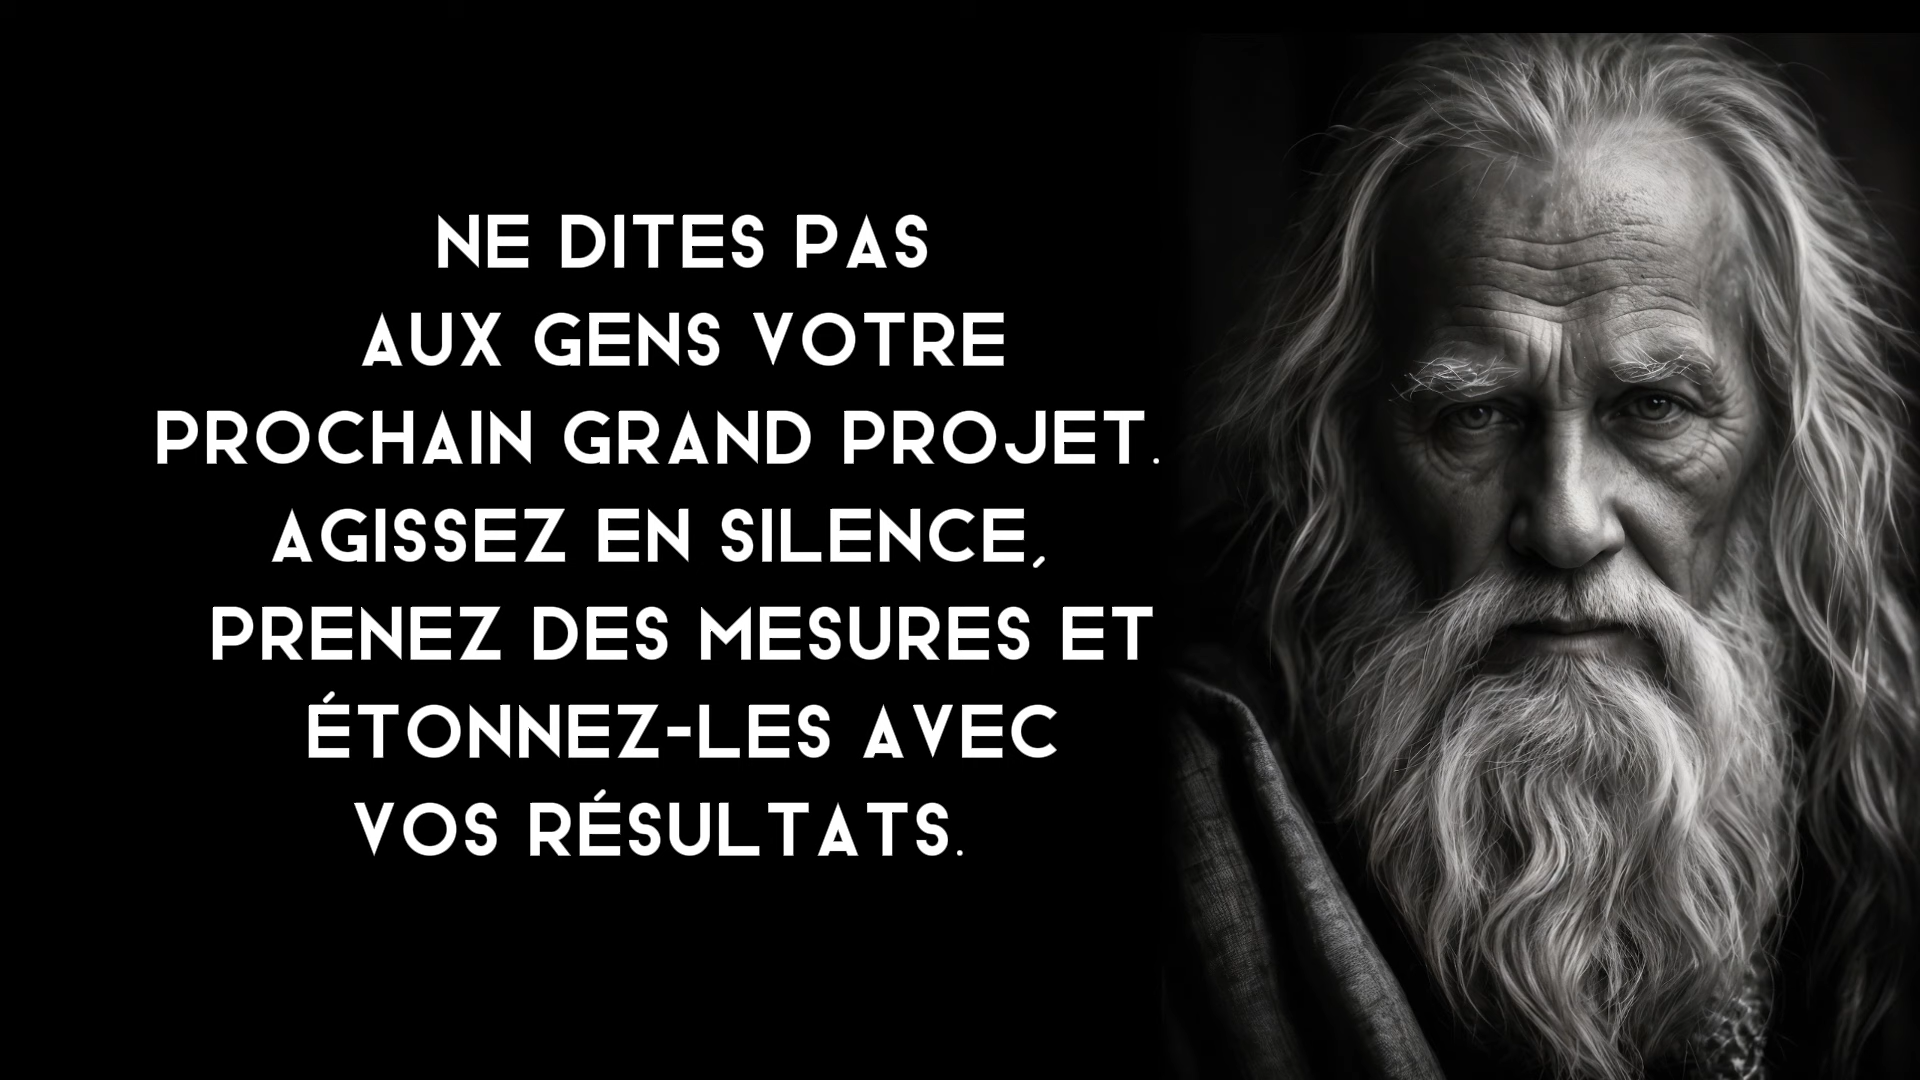 NE DITES PAS
AUX GENS VOTRE
PROCHAIN GRAND PROJET.
AGISSEZ EN SILENCE,
PRENEZ DES MESURES ET
ÉTONNEZ-LES AVEC
VOS RÉSULTATS.